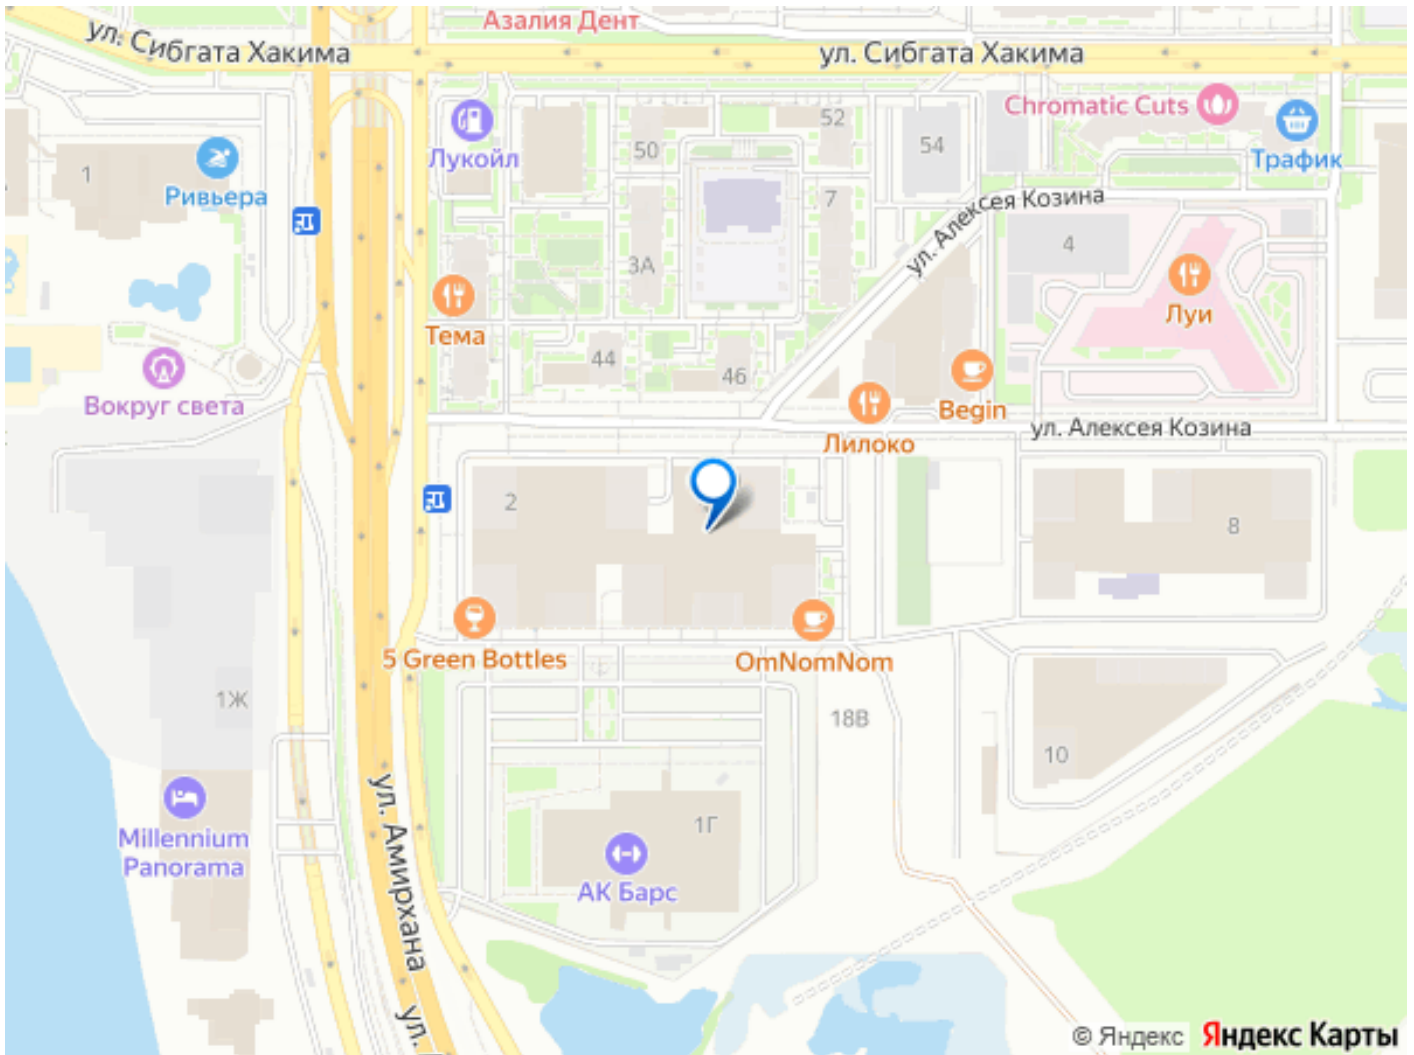 Азалия Дент
ул. Сибгата Хакима
ул. Сибгата Хакима
Chromatic Cuts
Лукойл
50
52
54
Трафик
1
Ривьера
7
ул. Алексея Козина
4
3А
Тема
Луи
44
46
Вокруг света
Begin
Лилоко
ул. Алексея Козина
2
8
5 Green Bottles
OmNomNom
1Ж
18В
10
ул. Амирхана
Millennium
Panorama
1Г
АК Барс
ул.
© Яндекс Яндекс Карты